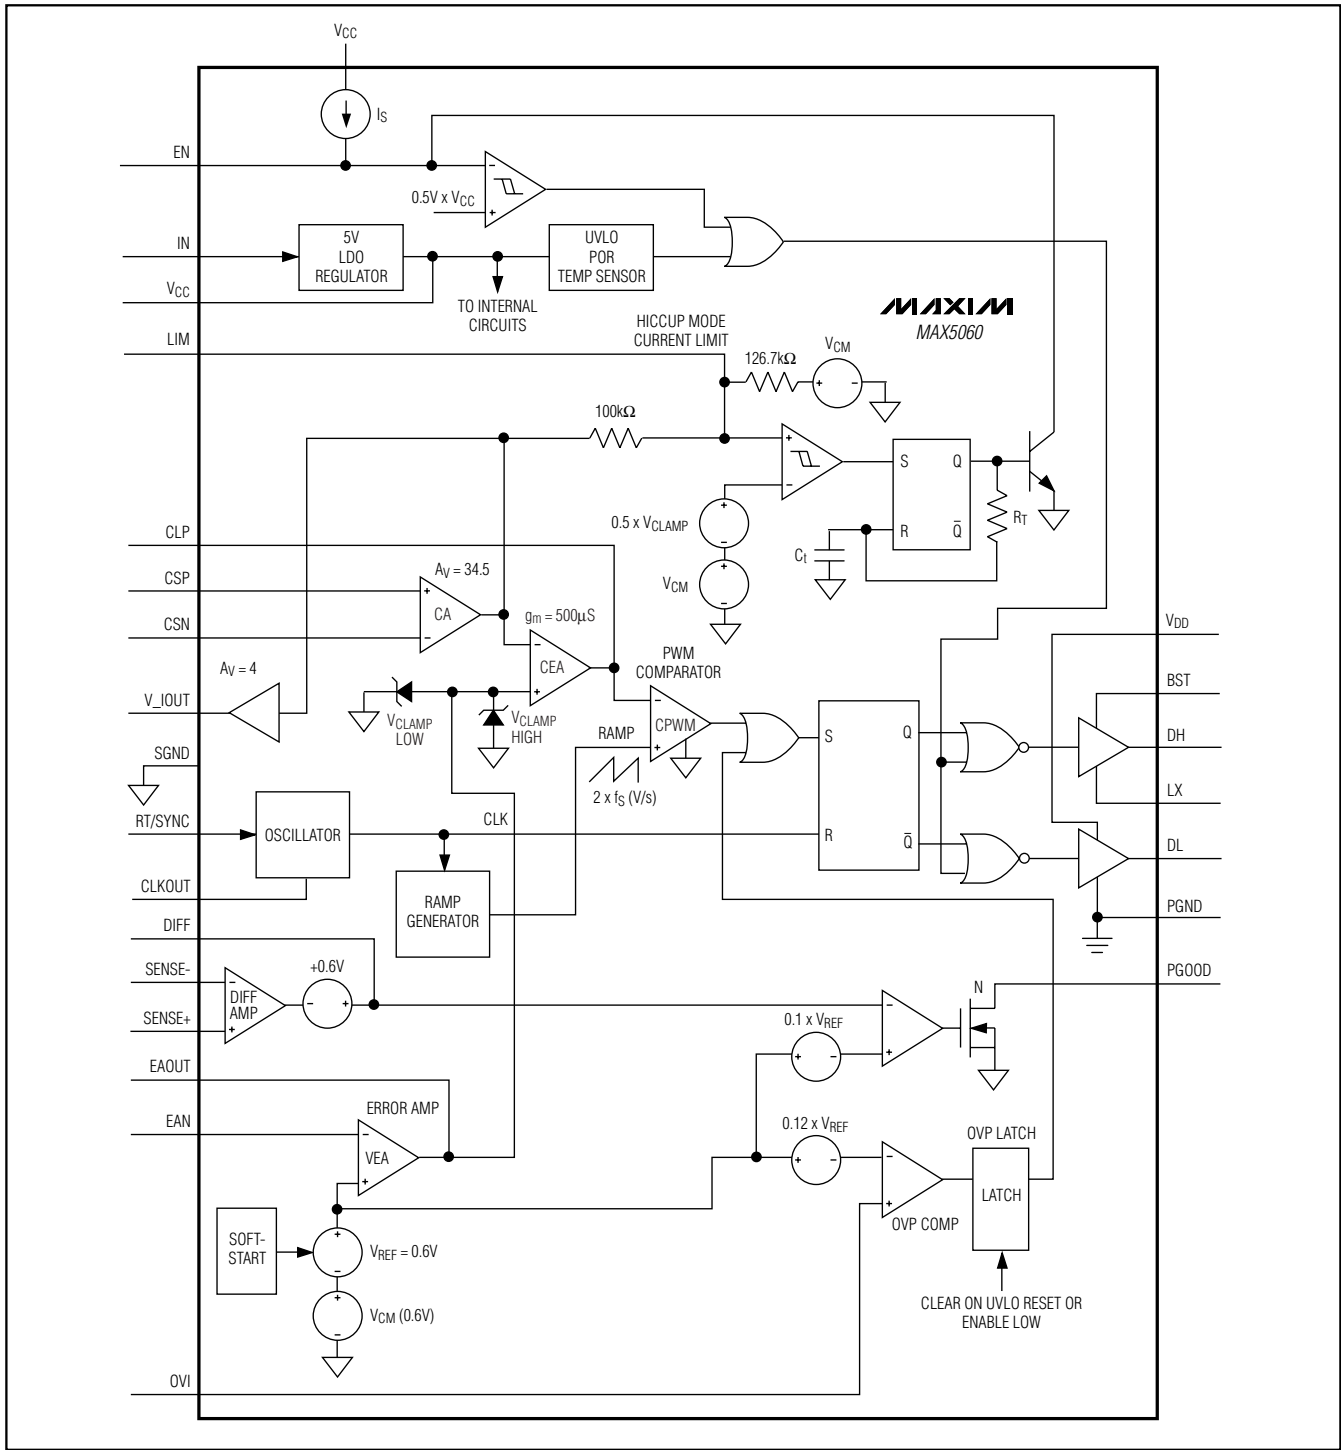 VCC
IS
EN
0.5V x VCC
IN
5V
LDO
REGULATOR
UVLO
POR
TEMP SENSOR
VCC
TO INTERNAL
CIRCUITS
MAXIM
MAX5060
LIM
HICCUP MODE
CURRENT LIMIT
126.7kΩ
VCM
+
-
100kΩ
+
-
S
Q
R
Q̅
RT
Ct
0.5 x VCLAMP
+
-
VCM
+
-
CLP
CSP
CSN
AV = 34.5
+
CA
-
gm = 500µS
-
CEA
+
AV = 4
V_IOUT
VCLAMP
LOW
VCLAMP
HIGH
PWM
COMPARATOR
-
CPWM
+
RAMP
2 x fS (V/s)
S
Q
R
Q̅
VDD
BST
DH
LX
DL
PGND
PGOOD
SGND
RT/SYNC
OSCILLATOR
CLK
CLKOUT
RAMP
GENERATOR
DIFF
SENSE-
SENSE+
-
DIFF
AMP
+
+0.6V
-
+
N
0.1 x VREF
+
-
-
+
EAOUT
EAN
ERROR AMP
-
VEA
+
0.12 x VREF
+
-
-
+
OVP COMP
OVP LATCH
LATCH
SOFT-
START
+
-
VREF = 0.6V
+
-
VCM (0.6V)
CLEAR ON UVLO RESET OR
ENABLE LOW
OVI